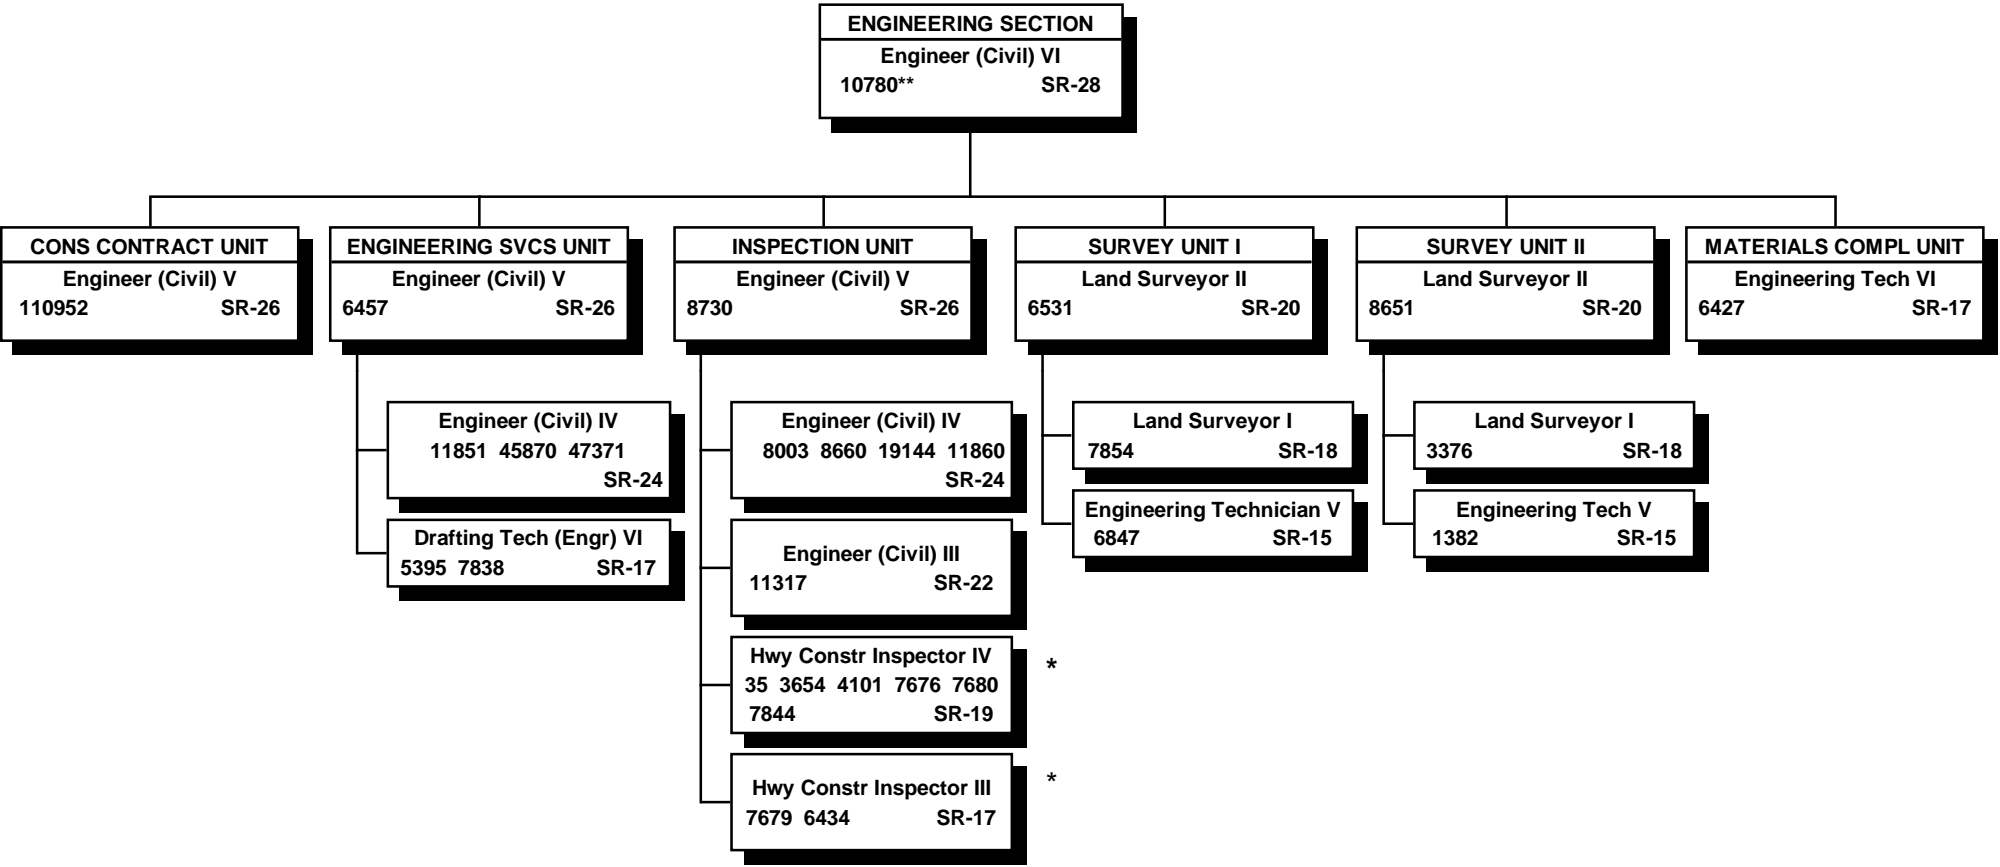 ENGINEERING SECTION
Engineer (Civil) VI
10780** SR-28
CONS CONTRACT UNIT
Engineer (Civil) V
110952 SR-26
ENGINEERING SVCS UNIT
Engineer (Civil) V
6457 SR-26
Engineer (Civil) IV
11851 45870 47371
SR-24
Drafting Tech (Engr) VI
5395 7838 SR-17
INSPECTION UNIT
Engineer (Civil) V
8730 SR-26
Engineer (Civil) IV
8003 8660 19144 11860
SR-24
Engineer (Civil) III
11317 SR-22
Hwy Constr Inspector IV *
35 3654 4101 7676 7680
7844 SR-19
Hwy Constr Inspector III *
7679 6434 SR-17
SURVEY UNIT I
Land Surveyor II
6531 SR-20
Land Surveyor I
7854 SR-18
Engineering Technician V
6847 SR-15
SURVEY UNIT II
Land Surveyor II
8651 SR-20
Land Surveyor I
3376 SR-18
Engineering Tech V
1382 SR-15
MATERIALS COMPL UNIT
Engineering Tech VI
6427 SR-17